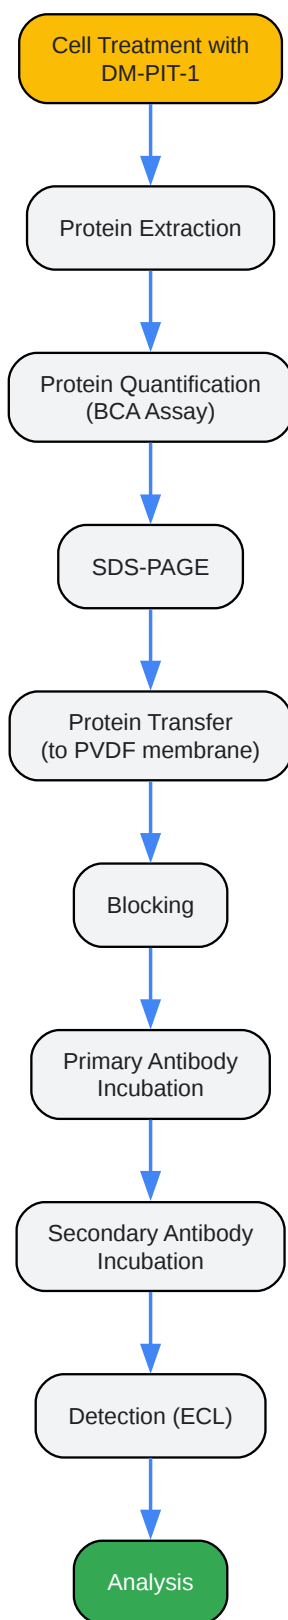 Cell Treatment with
DM-PIT-1
Protein Extraction
Protein Quantification
(BCA Assay)
SDS-PAGE
Protein Transfer
(to PVDF membrane)
Blocking
Primary Antibody
Incubation
Secondary Antibody
Incubation
Detection (ECL)
Analysis